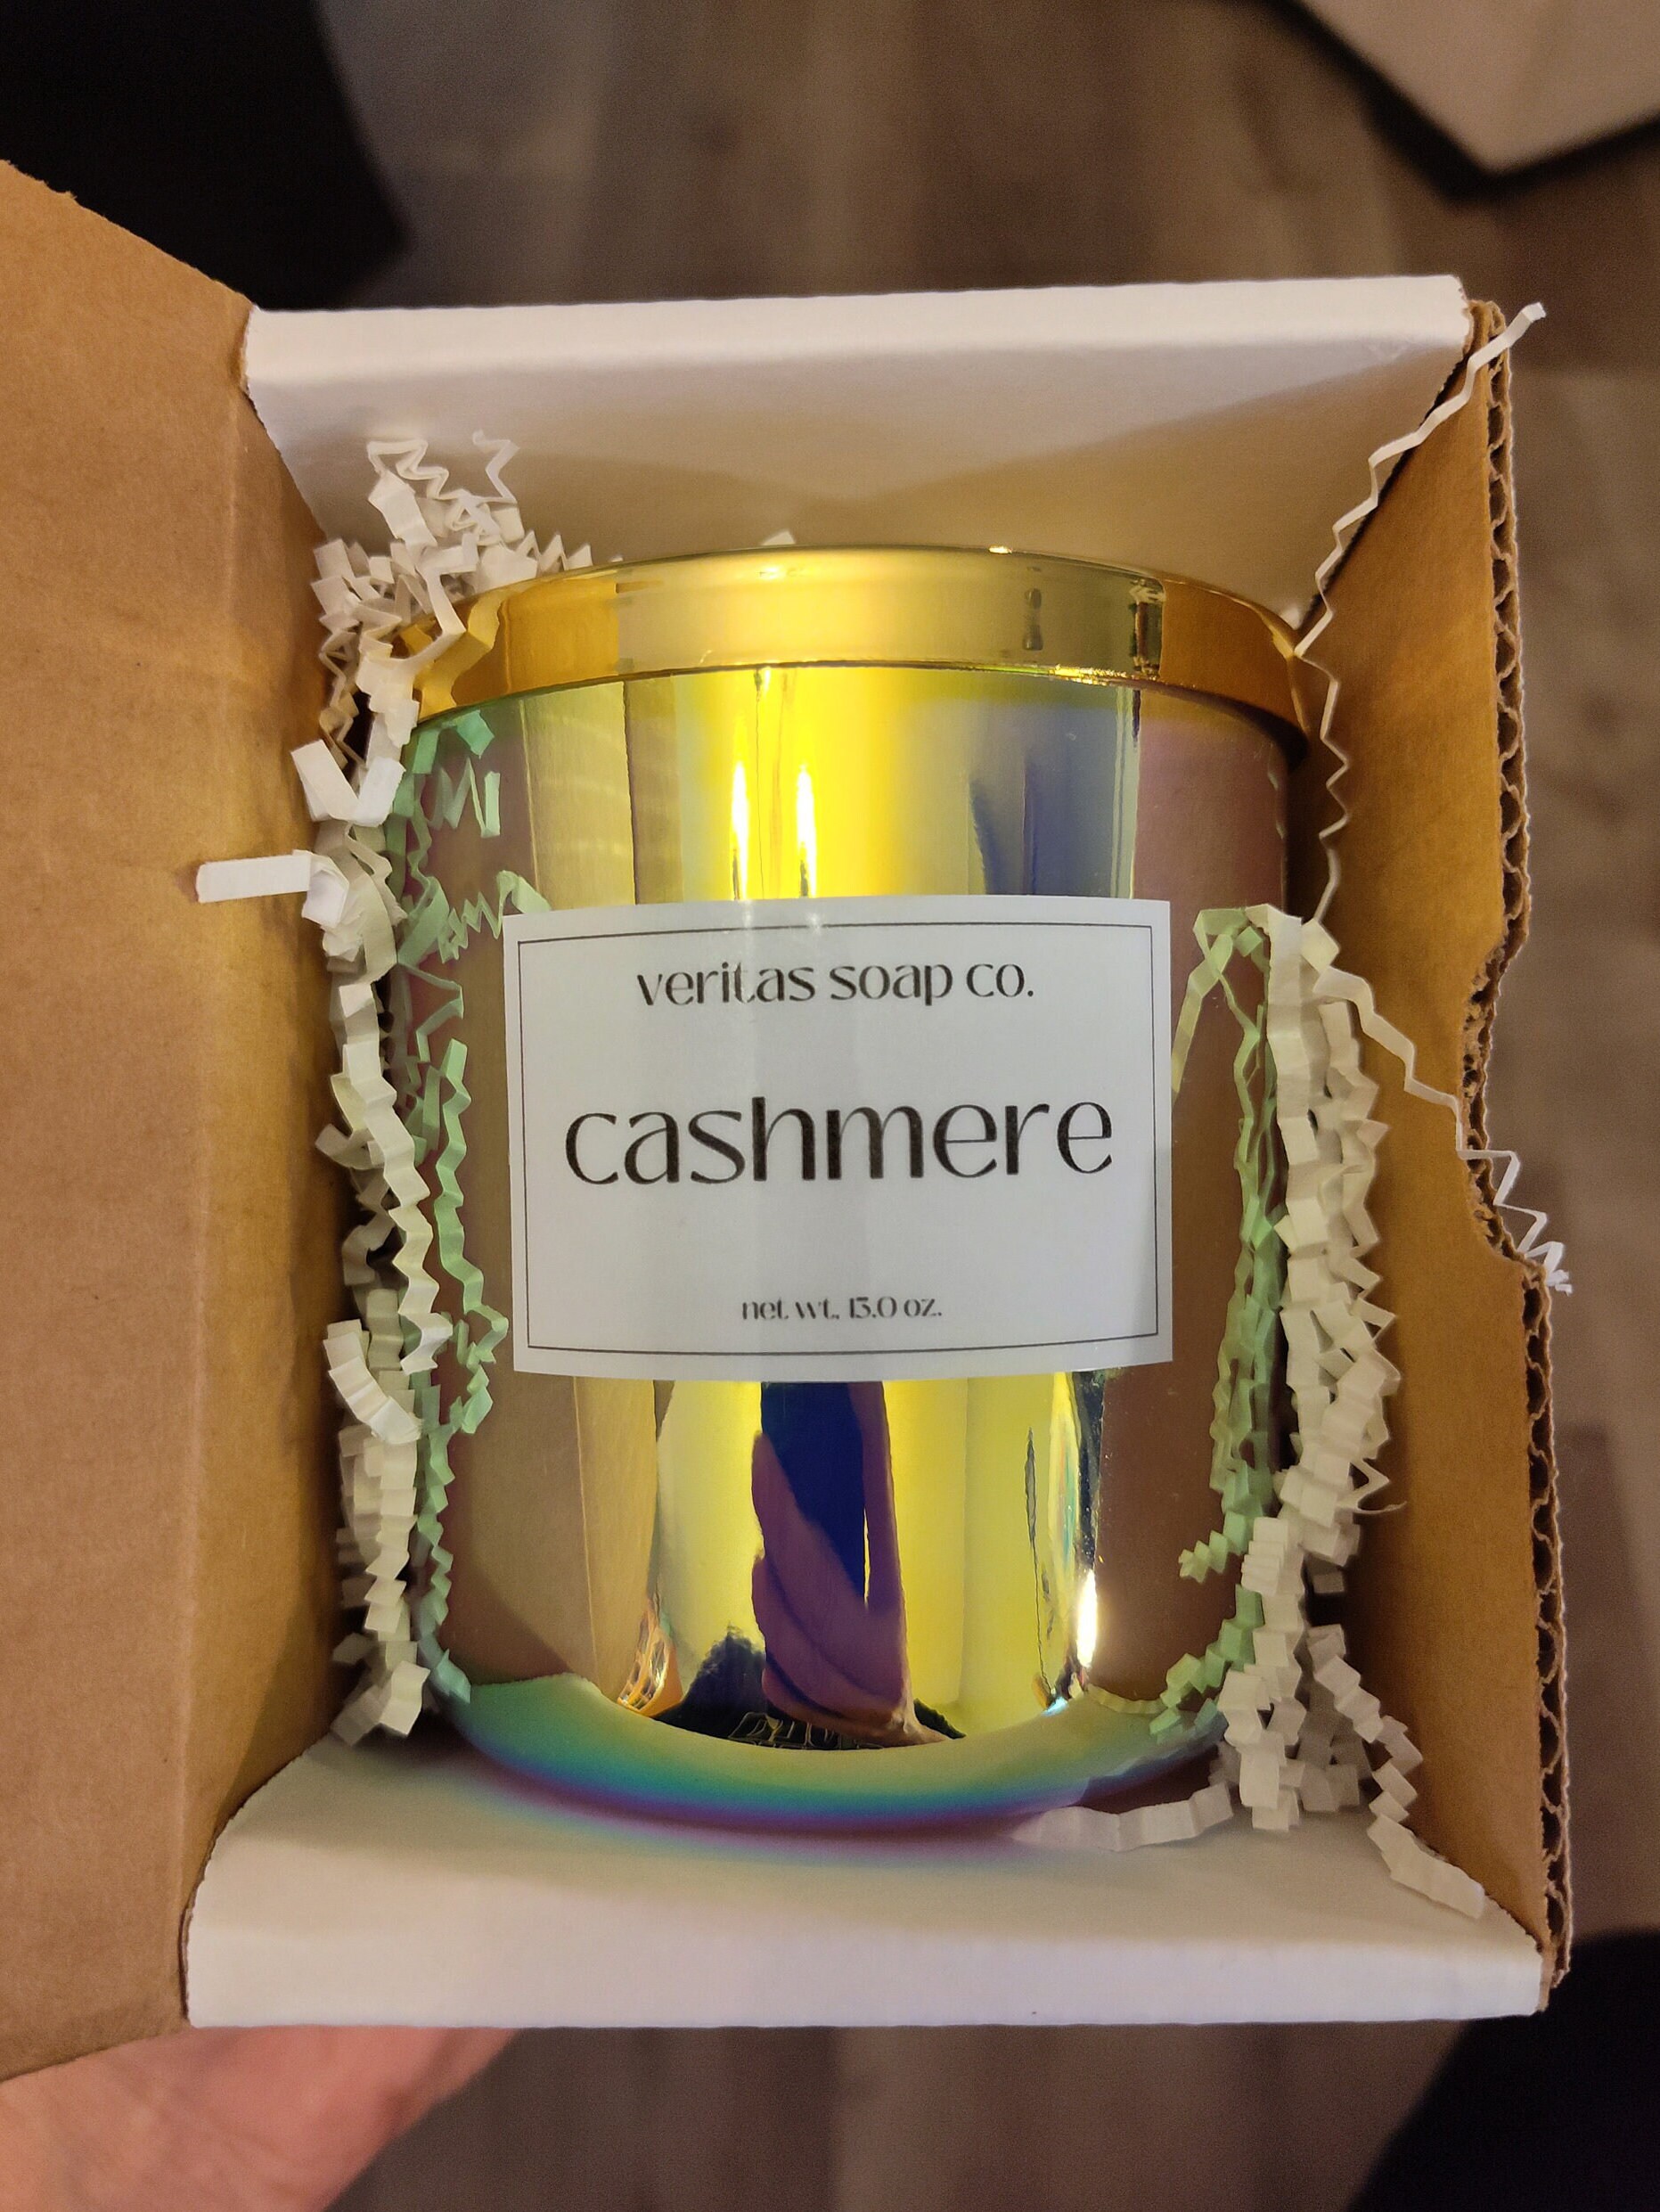 veritas soap co.
cashmere
net wt. 13.0 oz.